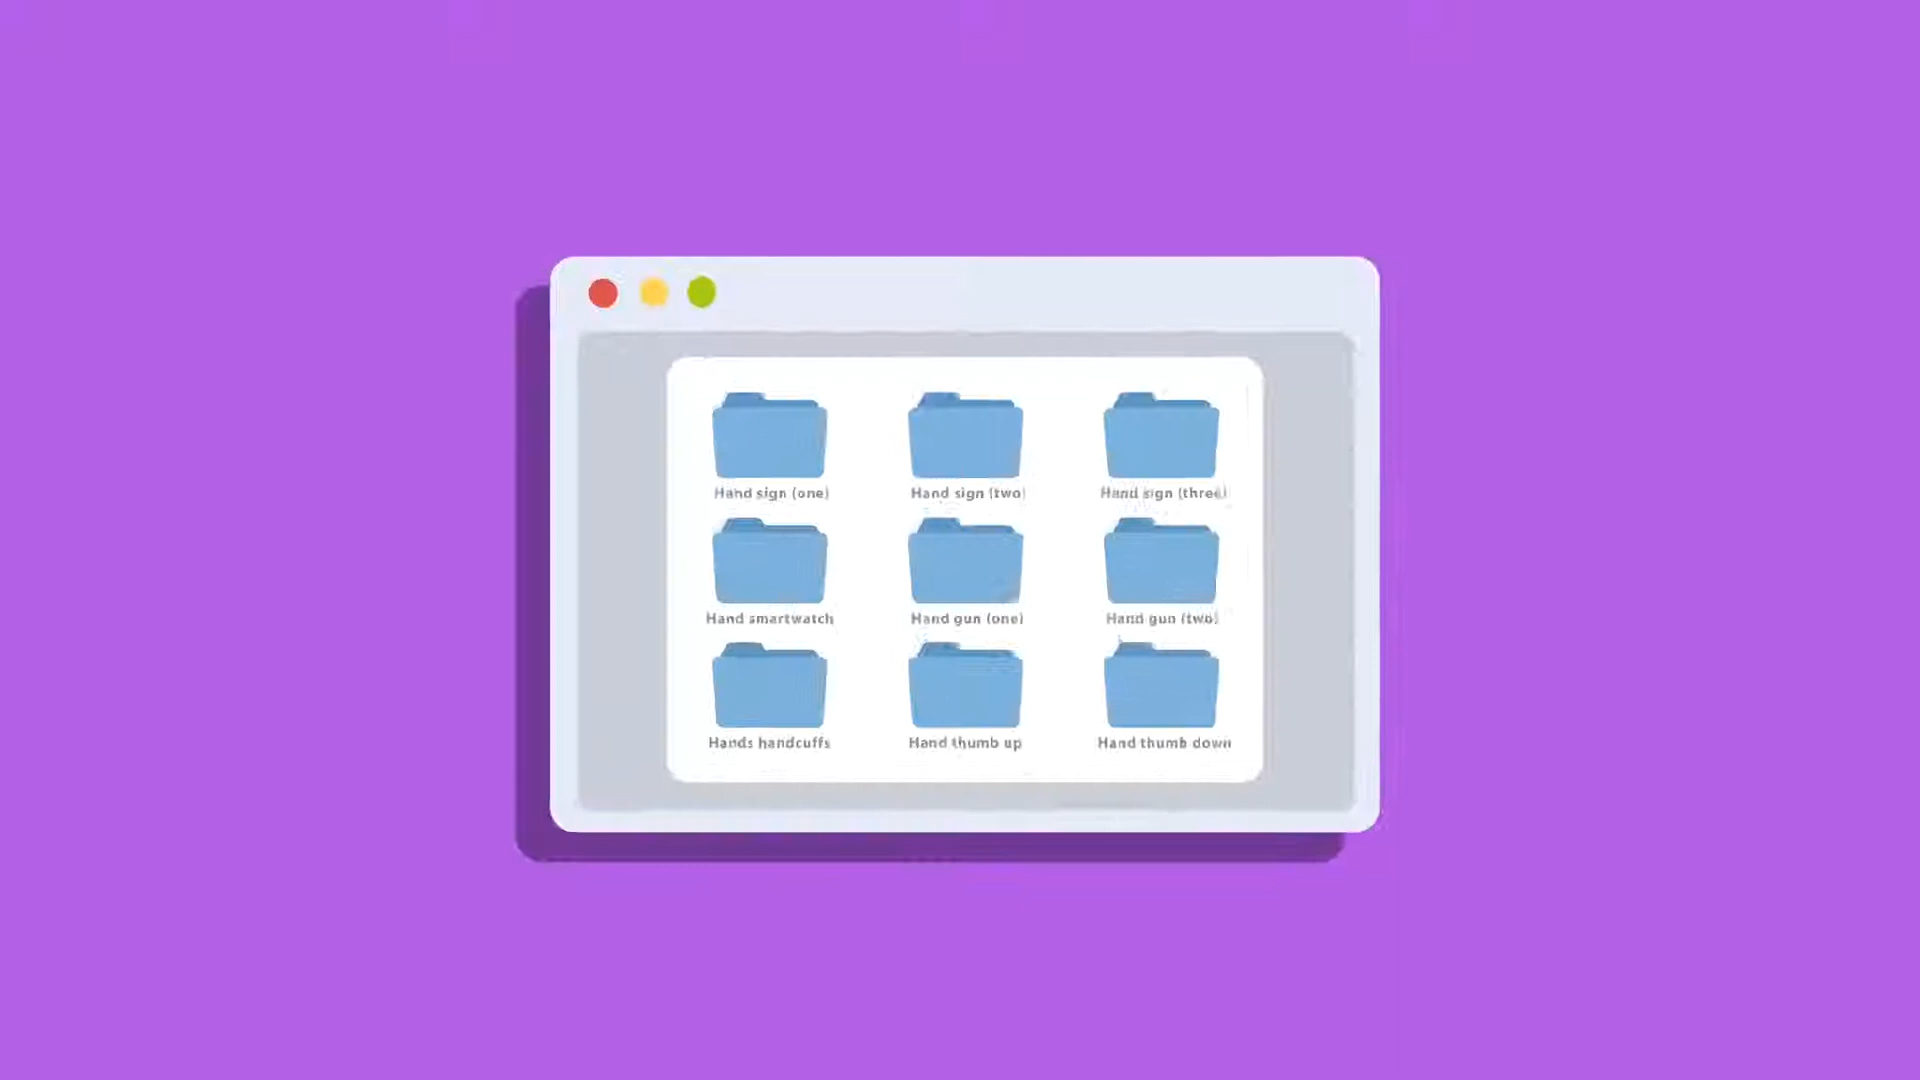 Hand sign (one)
Hand sign (two)
Hand sign (three)
Hand smartwatch
Hand gun (one)
Hand gun (two)
Hands handcuffs
Hand thumb up
Hand thumb down